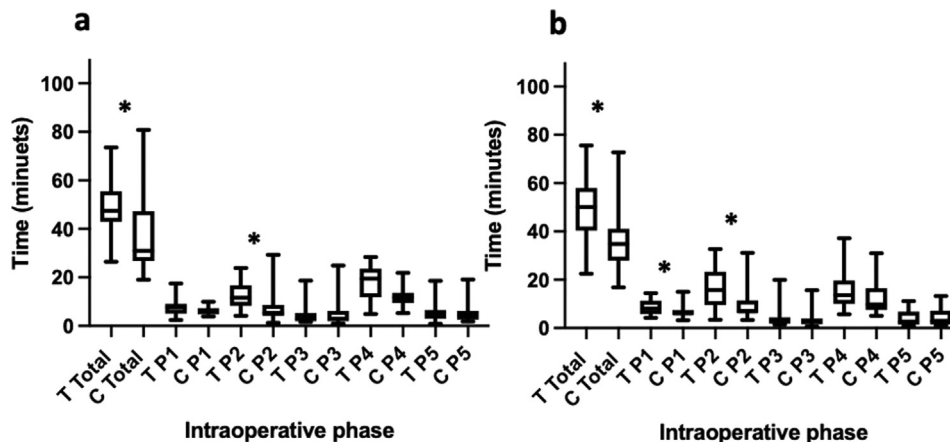 a
Time (minuets)
100
80
60
40
20
0
*
*
T Total
C Total
T P1
C P1
T P2
C P2
T P3
C P3
T P4
C P4
T P5
C P5
Intraoperative phase
b
Time (minutes)
100
80
60
40
20
0
*
*
*
T Total
C Total
T P1
C P1
T P2
C P2
T P3
C P3
T P4
C P4
T P5
C P5
Intraoperative phase